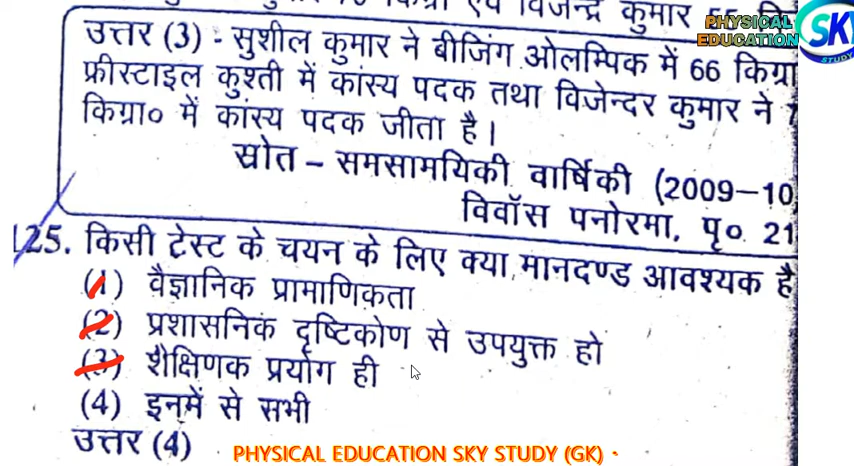 कुमार
PHYSICAL
EDUCATION
SK
STUDY
उत्तर (3) - सुशील कुमार ने बीजिंग ओलम्पिक में 66 किग्रा
फ्रीस्टाइल कुश्ती में कांस्य पदक तथा विजेन्दर कुमार ने
किग्रा० में कांस्य पदक जीता है।
स्रोत – समसामयिकी वार्षिकी (2009–10
विवॉस पनोरमा, पृ० 21
125. किसी टेस्ट के चयन के लिए क्या मानदण्ड आवश्यक है
(1) वैज्ञानिक प्रामाणिकता
(2) प्रशासनिक दृष्टिकोण से उपयुक्त हो
(3) शैक्षिणक प्रयोग ही
(4) इनमें से सभी
उत्तर (4)
PHYSICAL EDUCATION SKY STUDY (GK)